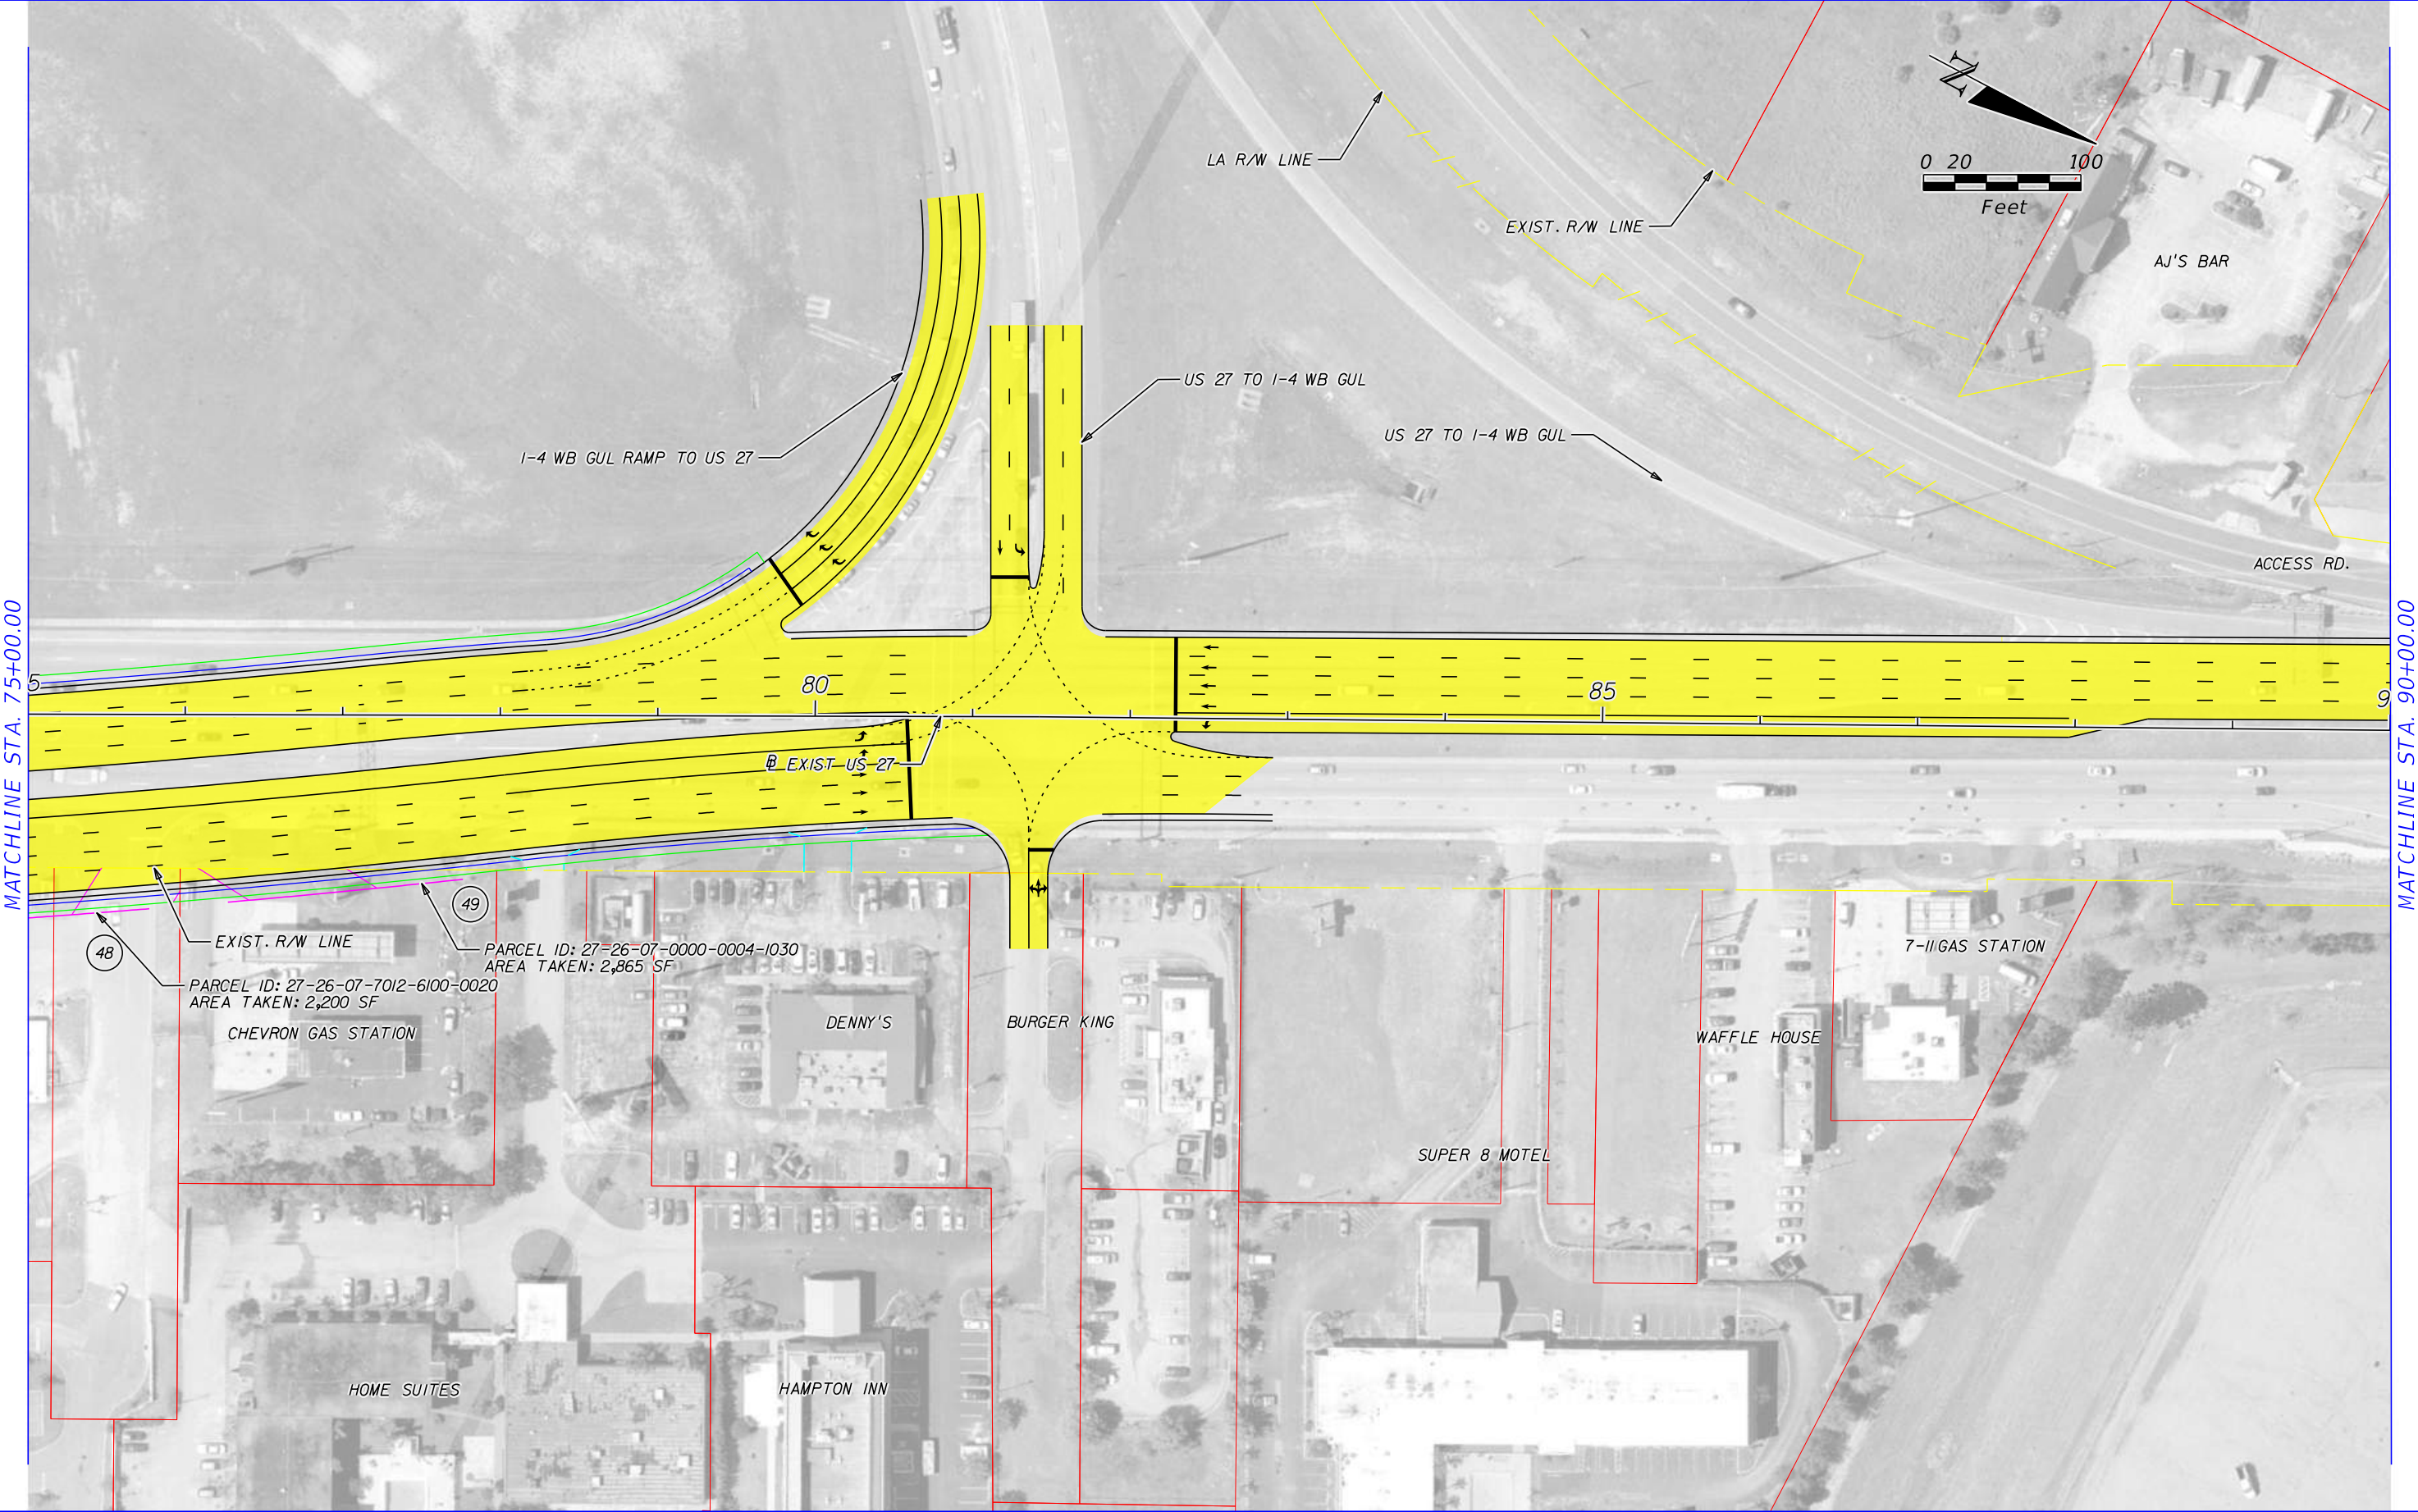 N
0 20 100
Feet
LA R/W LINE
EXIST. R/W LINE
AJ'S BAR
US 27 TO I-4 WB GUL
US 27 TO I-4 WB GUL
I-4 WB GUL RAMP TO US 27
ACCESS RD.
MATCHLINE STA. 75+00.00
MATCHLINE STA. 90+00.00
5
80
85
9
B EXIST US 27
48
49
EXIST. R/W LINE
PARCEL ID: 27-26-07-0000-0004-1030
AREA TAKEN: 2,865 SF
PARCEL ID: 27-26-07-7012-6100-0020
AREA TAKEN: 2,200 SF
CHEVRON GAS STATION
DENNY'S
BURGER KING
7-11 GAS STATION
WAFFLE HOUSE
SUPER 8 MOTEL
HOME SUITES
HAMPTON INN